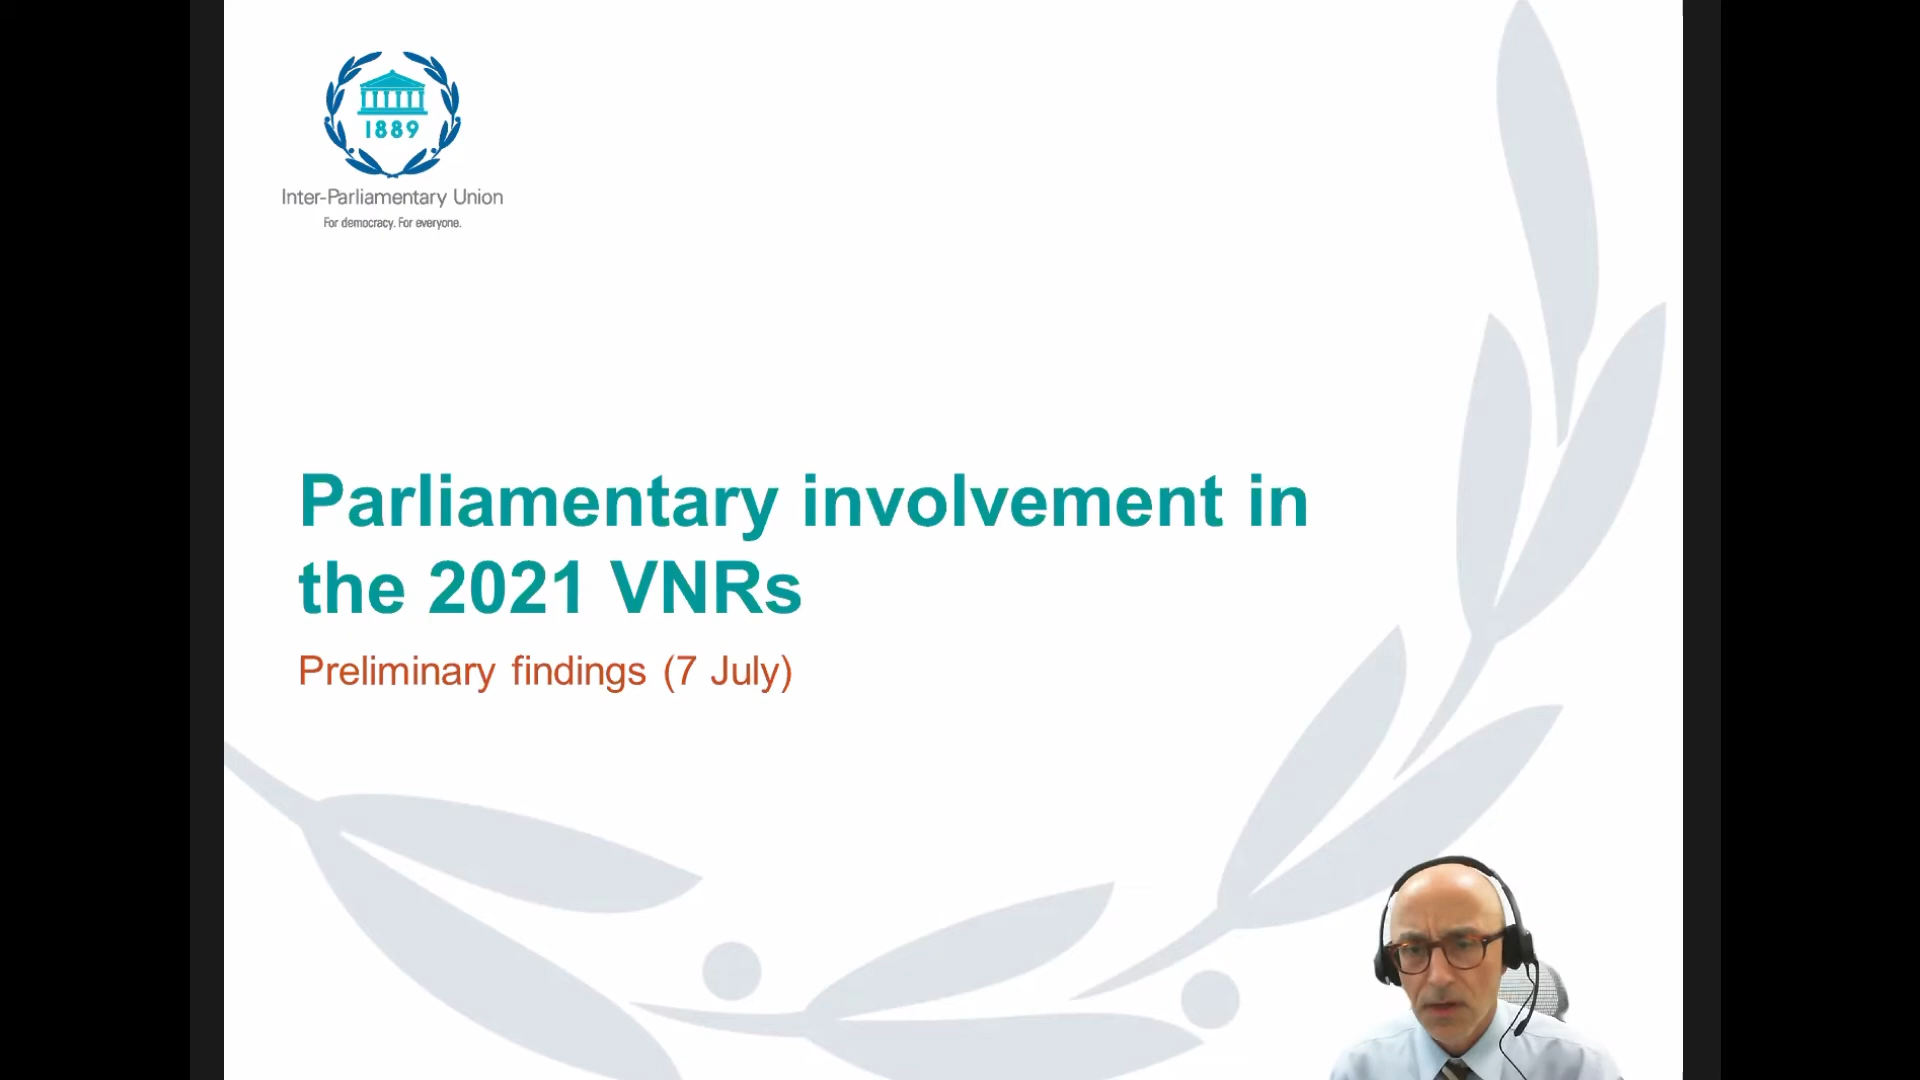 1889
Inter-Parliamentary Union
For democracy. For everyone.
Parliamentary involvement in
the 2021 VNRs
Preliminary findings (7 July)